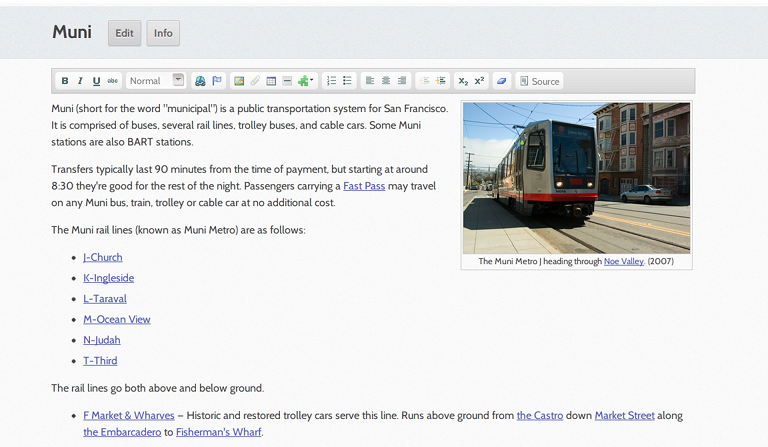 Muni Edit Info
B I U abc Normal X₂ X² Source
Muni (short for the word "municipal") is a public transportation system for San Francisco.
It is comprised of buses, several rail lines, trolley buses, and cable cars. Some Muni
stations are also BART stations.
Transfers typically last 90 minutes from the time of payment, but starting at around
8:30 they're good for the rest of the night. Passengers carrying a Fast Pass may travel
on any Muni bus, train, trolley or cable car at no additional cost.
The Muni Metro J heading through Noe Valley. (2007)
The Muni rail lines (known as Muni Metro) are as follows:
• J-Church
• K-Ingleside
• L-Taraval
• M-Ocean View
• N-Judah
• T-Third
The rail lines go both above and below ground.
• F Market & Wharves – Historic and restored trolley cars serve this line. Runs above ground from the Castro down Market Street along
the Embarcadero to Fisherman's Wharf.